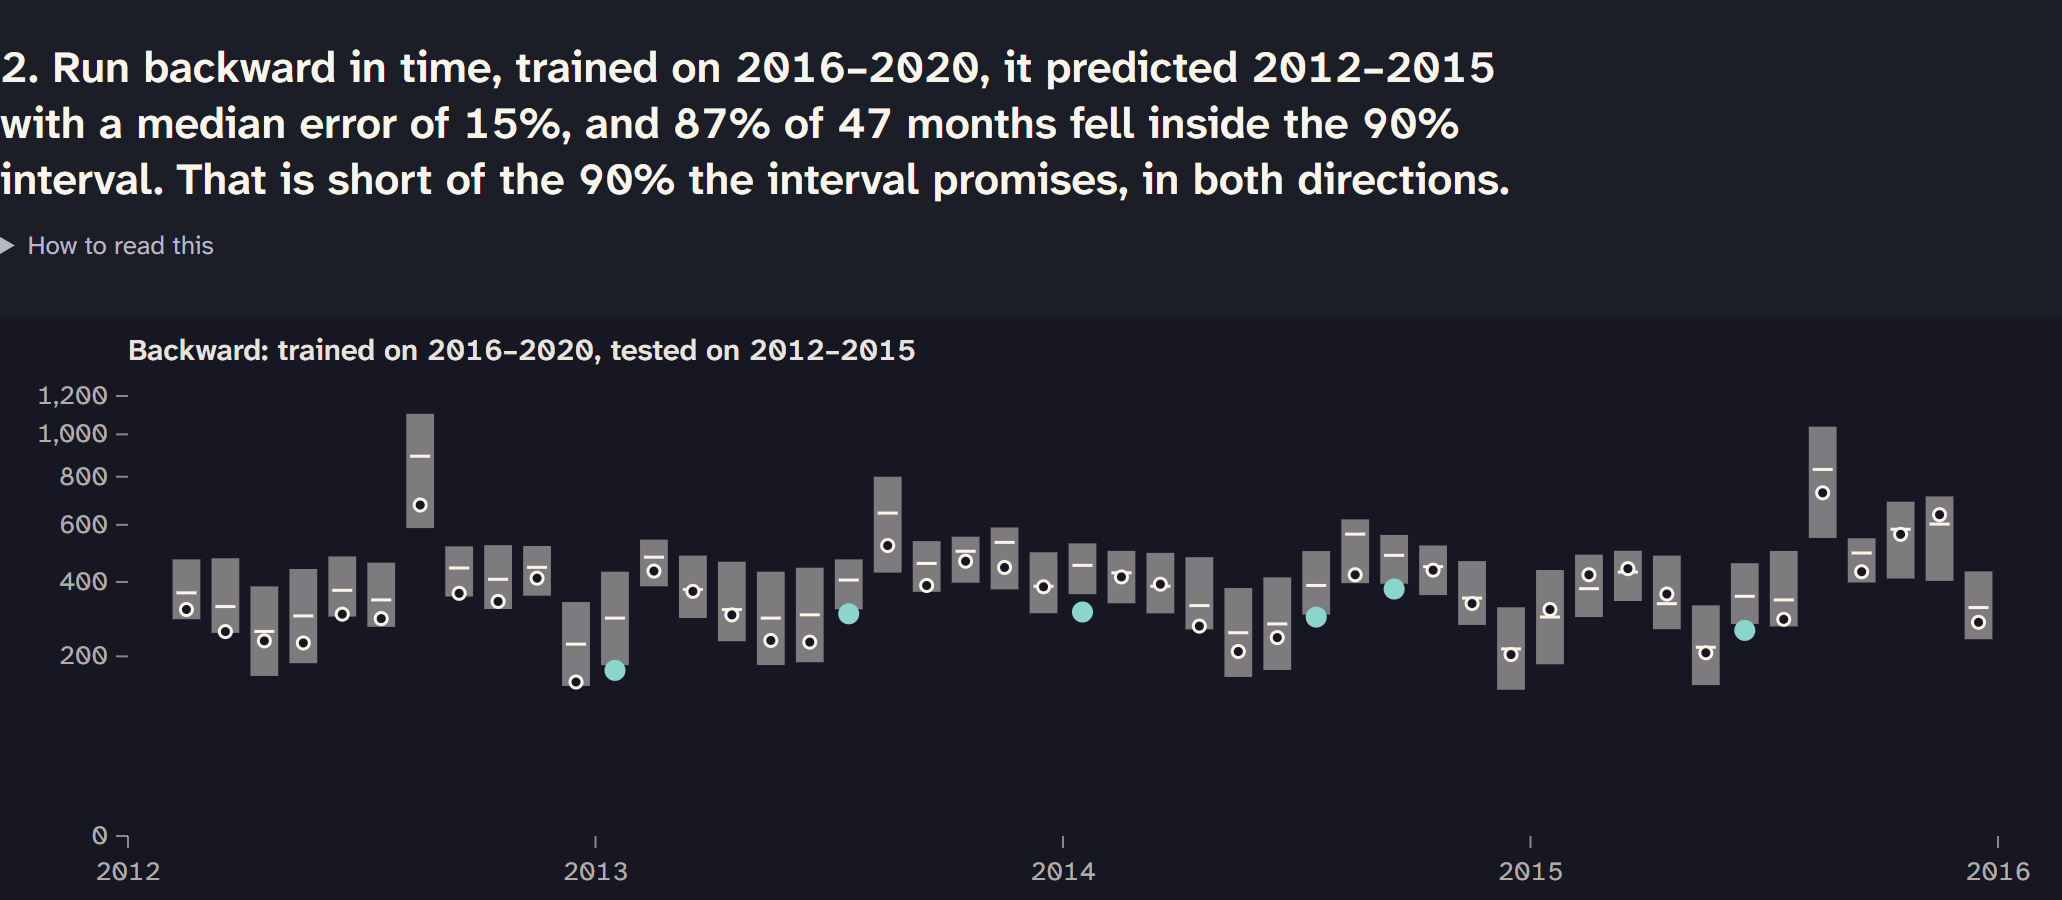 2. Run backward in time, trained on 2016–2020, it predicted 2012–2015
with a median error of 15%, and 87% of 47 months fell inside the 90%
interval. That is short of the 90% the interval promises, in both directions.
▶ How to read this
Backward: trained on 2016–2020, tested on 2012–2015
1,200
1,000
800
600
400
200
0
2012 2013 2014 2015 2016